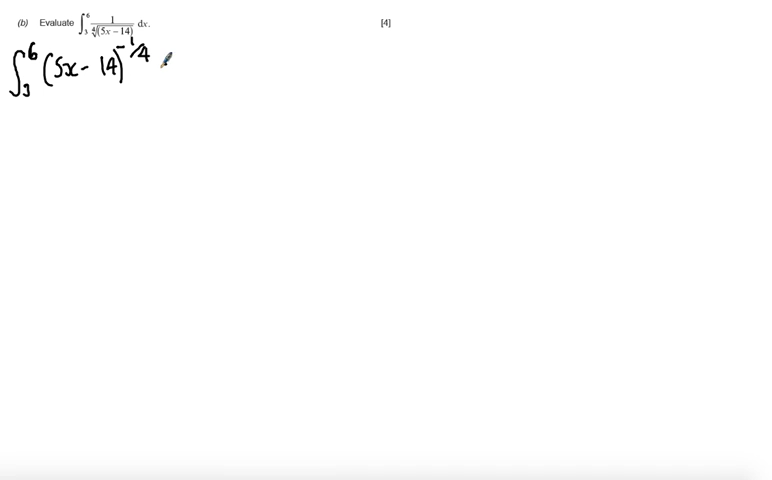 (b) Evaluate ∫₃⁶ 1/∜(5x − 14) dx. [4]
∫₃⁶ (5x − 14)^(−1/4)